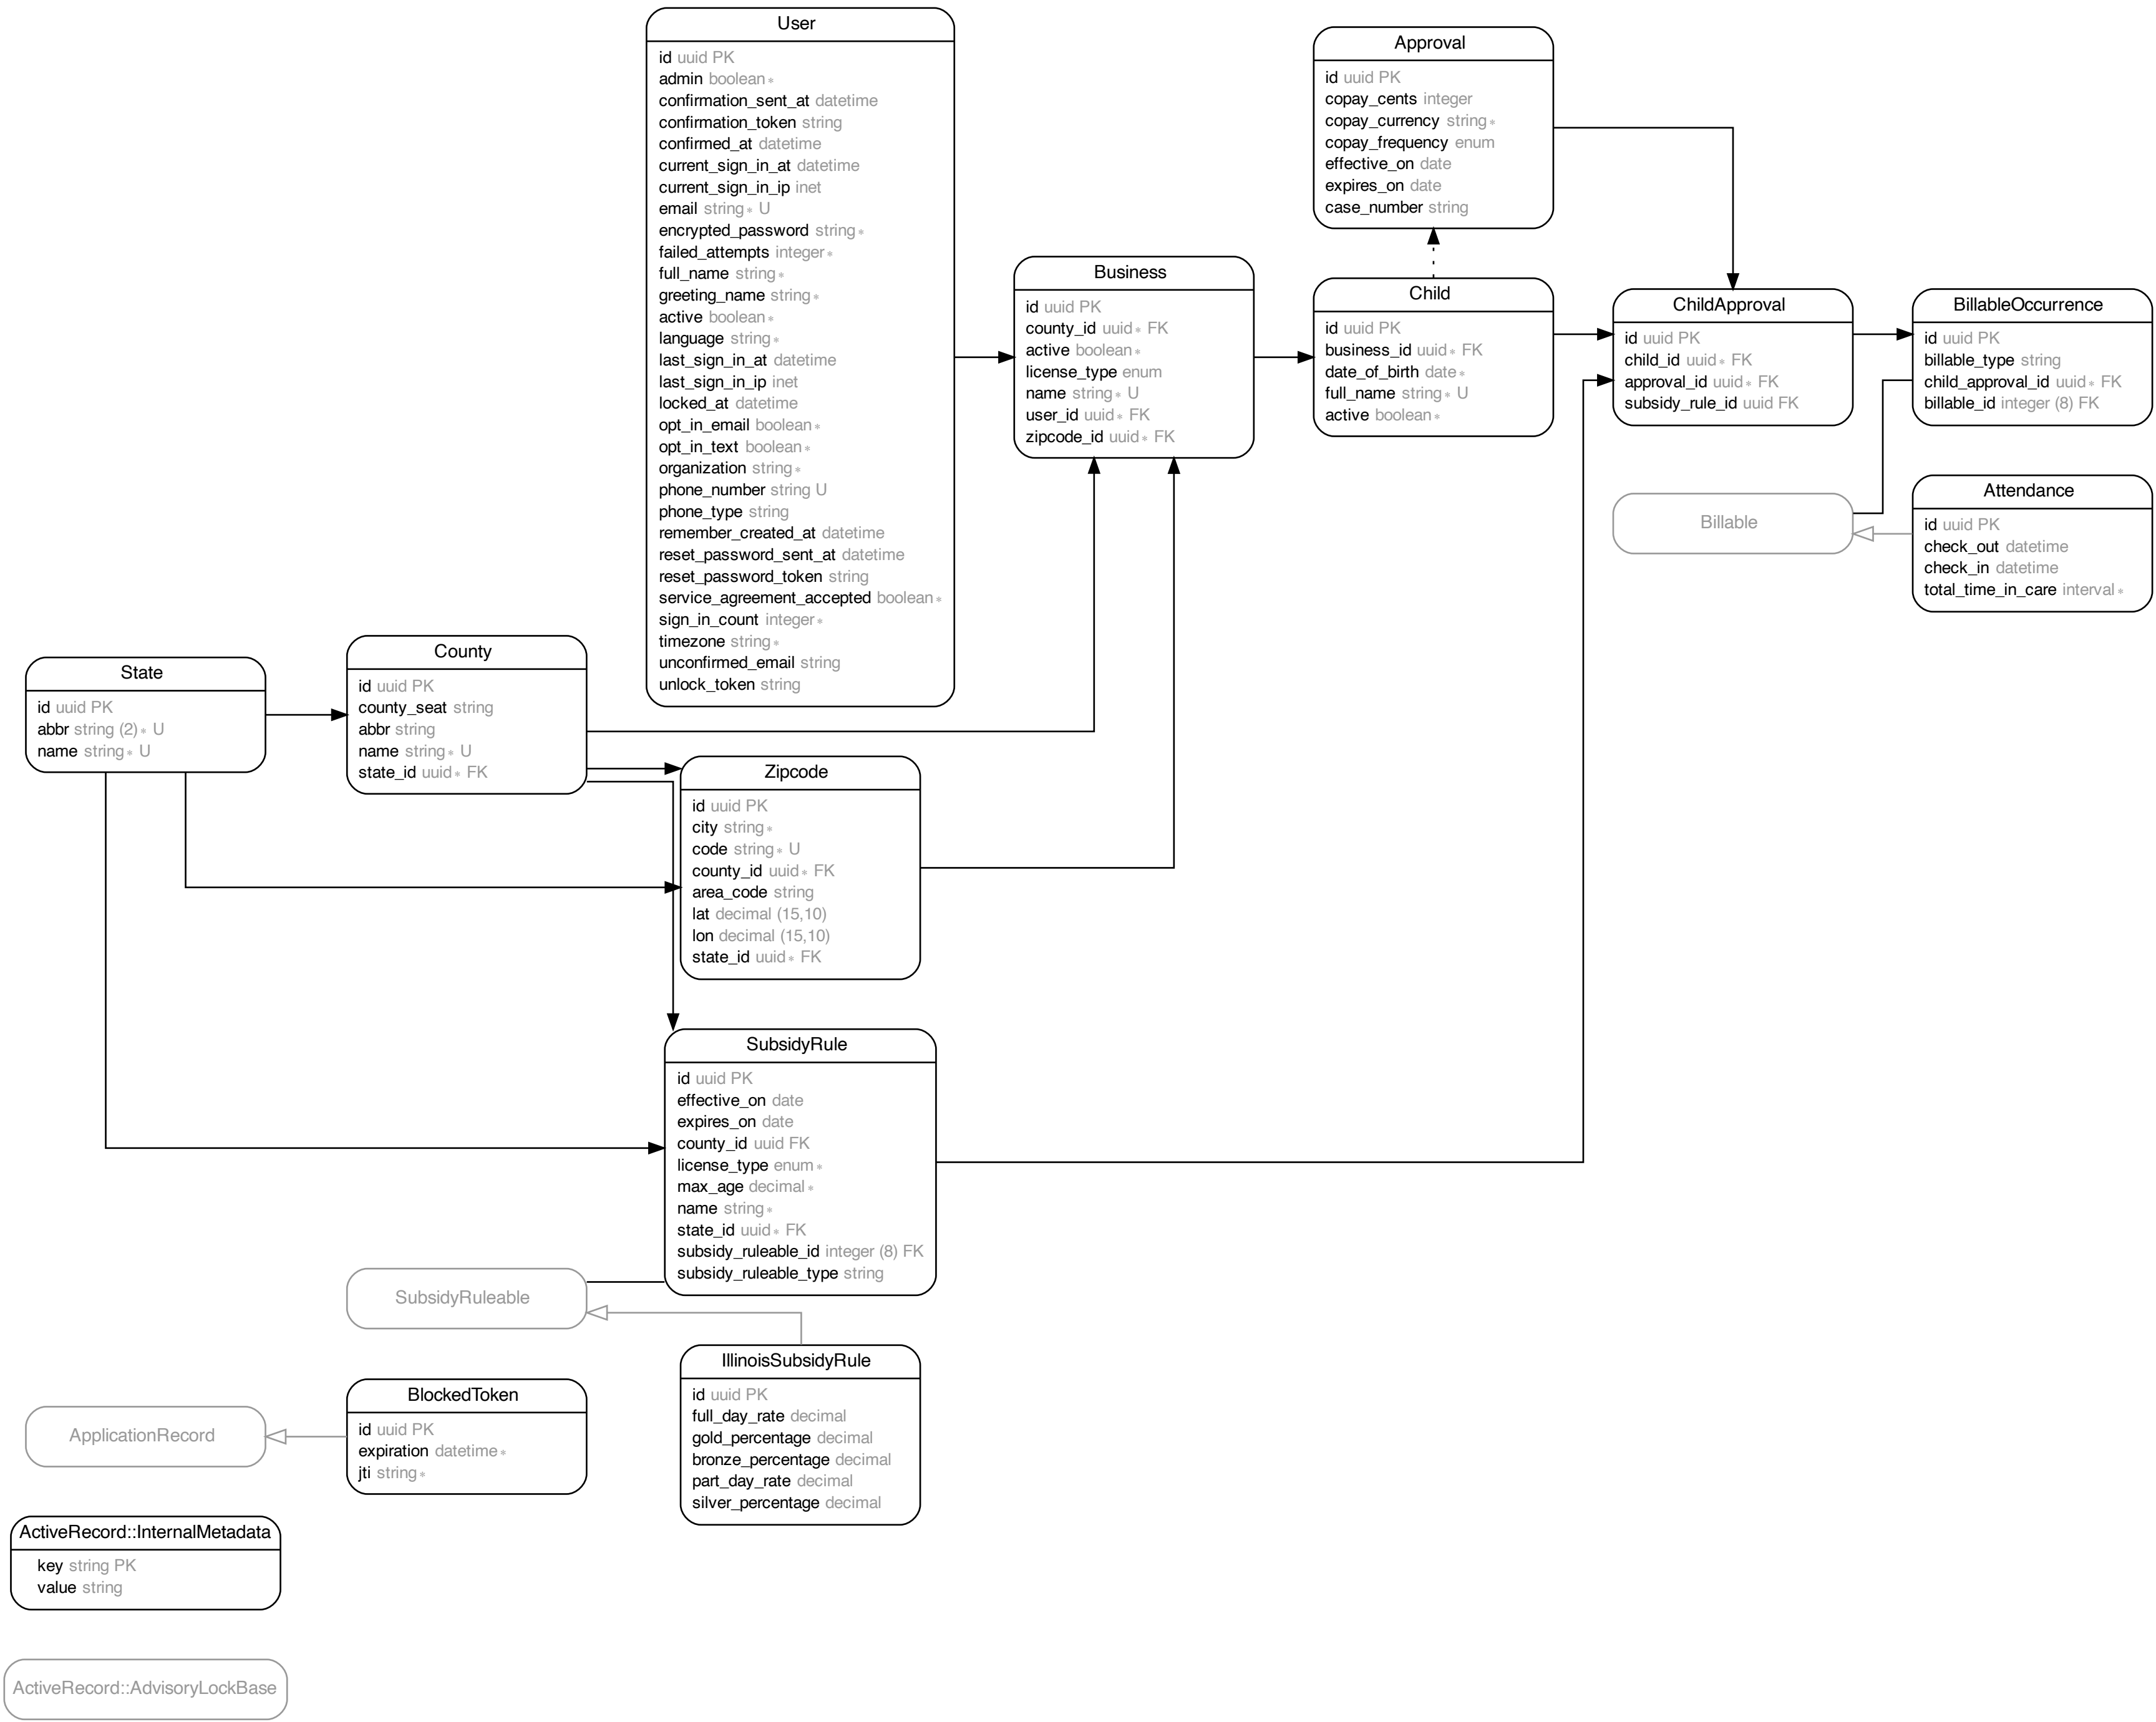 User
id uuid PK
admin boolean ∗
confirmation_sent_at datetime
confirmation_token string
confirmed_at datetime
current_sign_in_at datetime
current_sign_in_ip inet
email string ∗ U
encrypted_password string ∗
failed_attempts integer ∗
full_name string ∗
greeting_name string ∗
active boolean ∗
language string ∗
last_sign_in_at datetime
last_sign_in_ip inet
locked_at datetime
opt_in_email boolean ∗
opt_in_text boolean ∗
organization string ∗
phone_number string U
phone_type string
remember_created_at datetime
reset_password_sent_at datetime
reset_password_token string
service_agreement_accepted boolean ∗
sign_in_count integer ∗
timezone string ∗
unconfirmed_email string
unlock_token string
Approval
id uuid PK
copay_cents integer
copay_currency string ∗
copay_frequency enum
effective_on date
expires_on date
case_number string
Business
id uuid PK
county_id uuid ∗ FK
active boolean ∗
license_type enum
name string ∗ U
user_id uuid ∗ FK
zipcode_id uuid ∗ FK
Child
id uuid PK
business_id uuid ∗ FK
date_of_birth date ∗
full_name string ∗ U
active boolean ∗
ChildApproval
id uuid PK
child_id uuid ∗ FK
approval_id uuid ∗ FK
subsidy_rule_id uuid FK
BillableOccurrence
id uuid PK
billable_type string
child_approval_id uuid ∗ FK
billable_id integer (8) FK
Billable
Attendance
id uuid PK
check_out datetime
check_in datetime
total_time_in_care interval ∗
State
id uuid PK
abbr string (2) ∗ U
name string ∗ U
County
id uuid PK
county_seat string
abbr string
name string ∗ U
state_id uuid ∗ FK
Zipcode
id uuid PK
city string ∗
code string ∗ U
county_id uuid ∗ FK
area_code string
lat decimal (15,10)
lon decimal (15,10)
state_id uuid ∗ FK
SubsidyRule
id uuid PK
effective_on date
expires_on date
county_id uuid FK
license_type enum ∗
max_age decimal ∗
name string ∗
state_id uuid ∗ FK
subsidy_ruleable_id integer (8) FK
subsidy_ruleable_type string
SubsidyRuleable
IllinoisSubsidyRule
id uuid PK
full_day_rate decimal
gold_percentage decimal
bronze_percentage decimal
part_day_rate decimal
silver_percentage decimal
ApplicationRecord
BlockedToken
id uuid PK
expiration datetime ∗
jti string ∗
ActiveRecord::InternalMetadata
key string PK
value string
ActiveRecord::AdvisoryLockBase